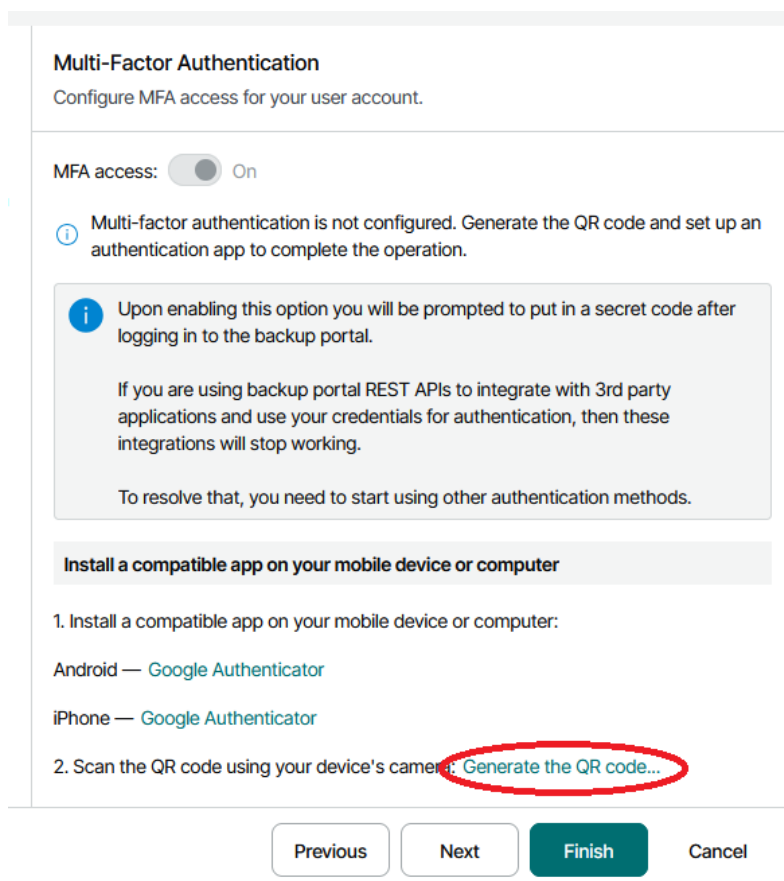 Multi-Factor Authentication
Configure MFA access for your user account.
MFA access: On
Multi-factor authentication is not configured. Generate the QR code and set up an
authentication app to complete the operation.
Upon enabling this option you will be prompted to put in a secret code after
logging in to the backup portal.
If you are using backup portal REST APIs to integrate with 3rd party
applications and use your credentials for authentication, then these
integrations will stop working.
To resolve that, you need to start using other authentication methods.
Install a compatible app on your mobile device or computer
1. Install a compatible app on your mobile device or computer:
Android — Google Authenticator
iPhone — Google Authenticator
2. Scan the QR code using your device's camera: Generate the QR code...
Previous Next Finish Cancel